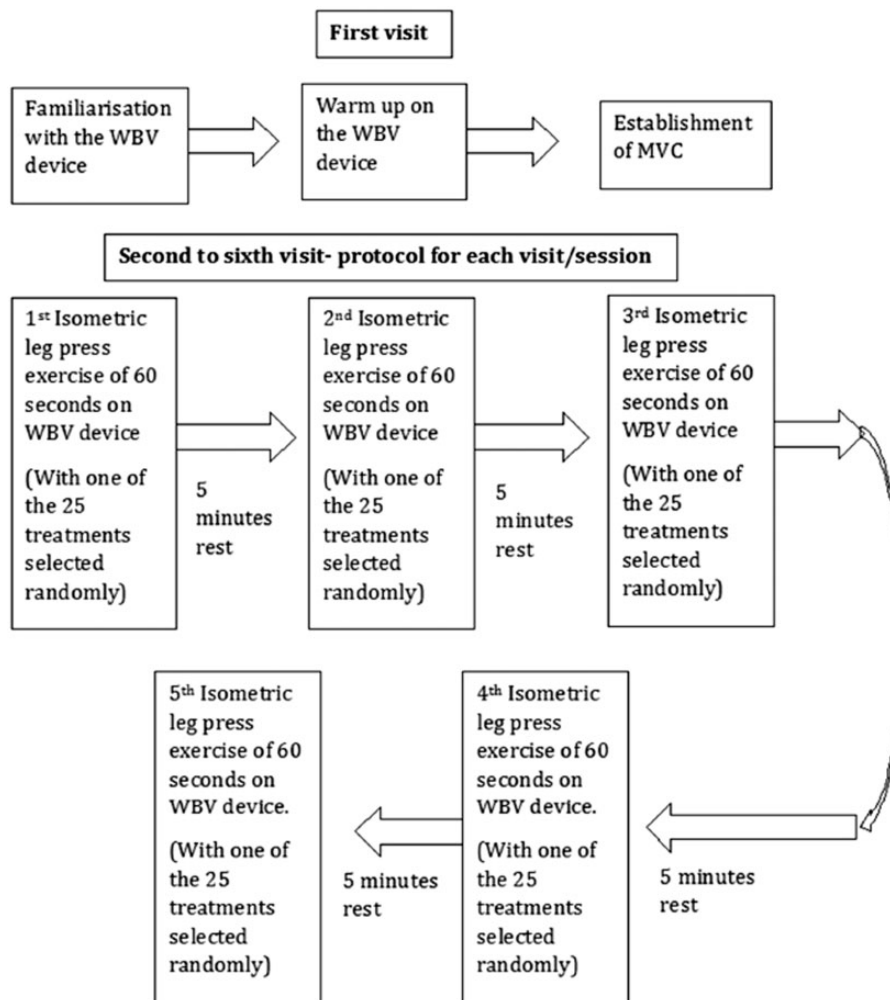 First visit
Familiarisation
with the WBV
device
Warm up on
the WBV
device
Establishment
of MVC
Second to sixth visit- protocol for each visit/session
1st Isometric
leg press
exercise of 60
seconds on
WBV device
(With one of
the 25
treatments
selected
randomly)
5
minutes
rest
2nd Isometric
leg press
exercise of 60
seconds on
WBV device
(With one of
the 25
treatments
selected
randomly)
5
minutes
rest
3rd Isometric
leg press
exercise of 60
seconds on
WBV device
(With one of
the 25
treatments
selected
randomly)
5 minutes
rest
4th Isometric
leg press
exercise of 60
seconds on
WBV device.
(With one of
the 25
treatments
selected
randomly)
5 minutes
rest
5th Isometric
leg press
exercise of 60
seconds on
WBV device.
(With one of
the 25
treatments
selected
randomly)